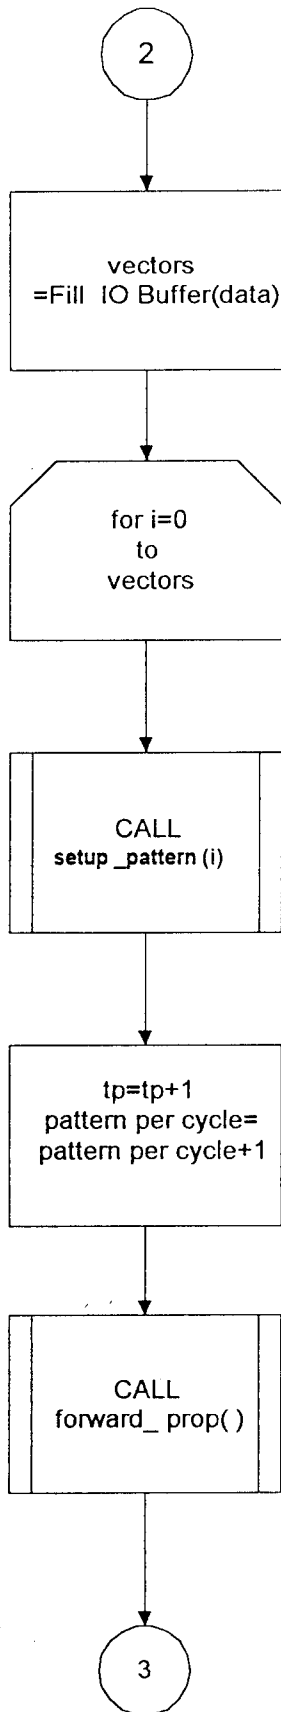 2
vectors
=Fill IO Buffer(data)
for i=0
to
vectors
CALL
setup _pattern (i)
tp=tp+1
pattern per cycle=
pattern per cycle+1
CALL
forward_ prop( )
3